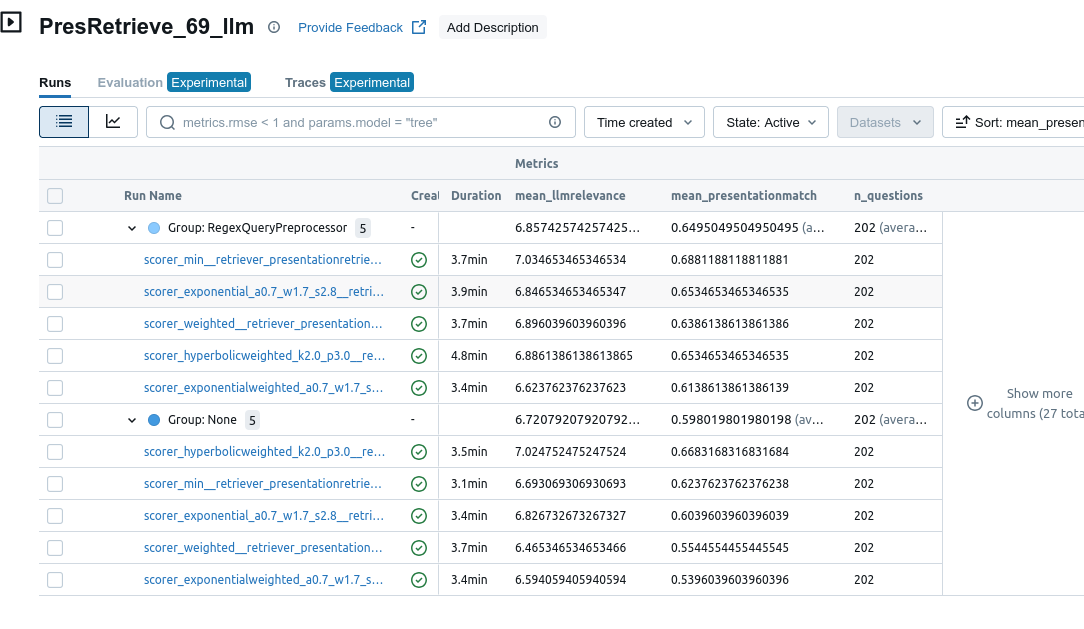 PresRetrieve_69_llm Provide Feedback Add Description
Runs Evaluation Experimental Traces Experimental
metrics.rmse < 1 and params.model = "tree" Time created State: Active Datasets Sort: mean_presen
Metrics
Run Name Creat Duration mean_llmrelevance mean_presentationmatch n_questions
Group: RegexQueryPreprocessor 5 - 6.857425742574257425... 0.6495049504950495 (a... 202 (avera...
scorer_min__retriever_presentationretrie... 3.7min 7.034653465346534 0.6881188118811881 202
scorer_exponential_a0.7_w1.7_s2.8__retri... 3.9min 6.846534653465347 0.6534653465346535 202
scorer_weighted__retriever_presentation... 3.7min 6.896039603960396 0.6386138613861386 202
scorer_hyperbolicweighted_k2.0_p3.0__re... 4.8min 6.8861386138613865 0.6534653465346535 202
scorer_exponentialweighted_a0.7_w1.7_s... 3.4min 6.623762376237623 0.6138613861386139 202
Group: None 5 - 6.720792079207920792... 0.598019801980198 (av... 202 (avera...
scorer_hyperbolicweighted_k2.0_p3.0__re... 3.5min 7.024752475247524 0.6683168316831684 202
scorer_min__retriever_presentationretrie... 3.1min 6.693069306930693 0.6237623762376238 202
scorer_exponential_a0.7_w1.7_s2.8__retri... 3.4min 6.826732673267327 0.6039603960396039 202
scorer_weighted__retriever_presentation... 3.7min 6.465346534653466 0.5544554455445545 202
scorer_exponentialweighted_a0.7_w1.7_s... 3.4min 6.594059405940594 0.5396039603960396 202
Show more
columns (27 tota